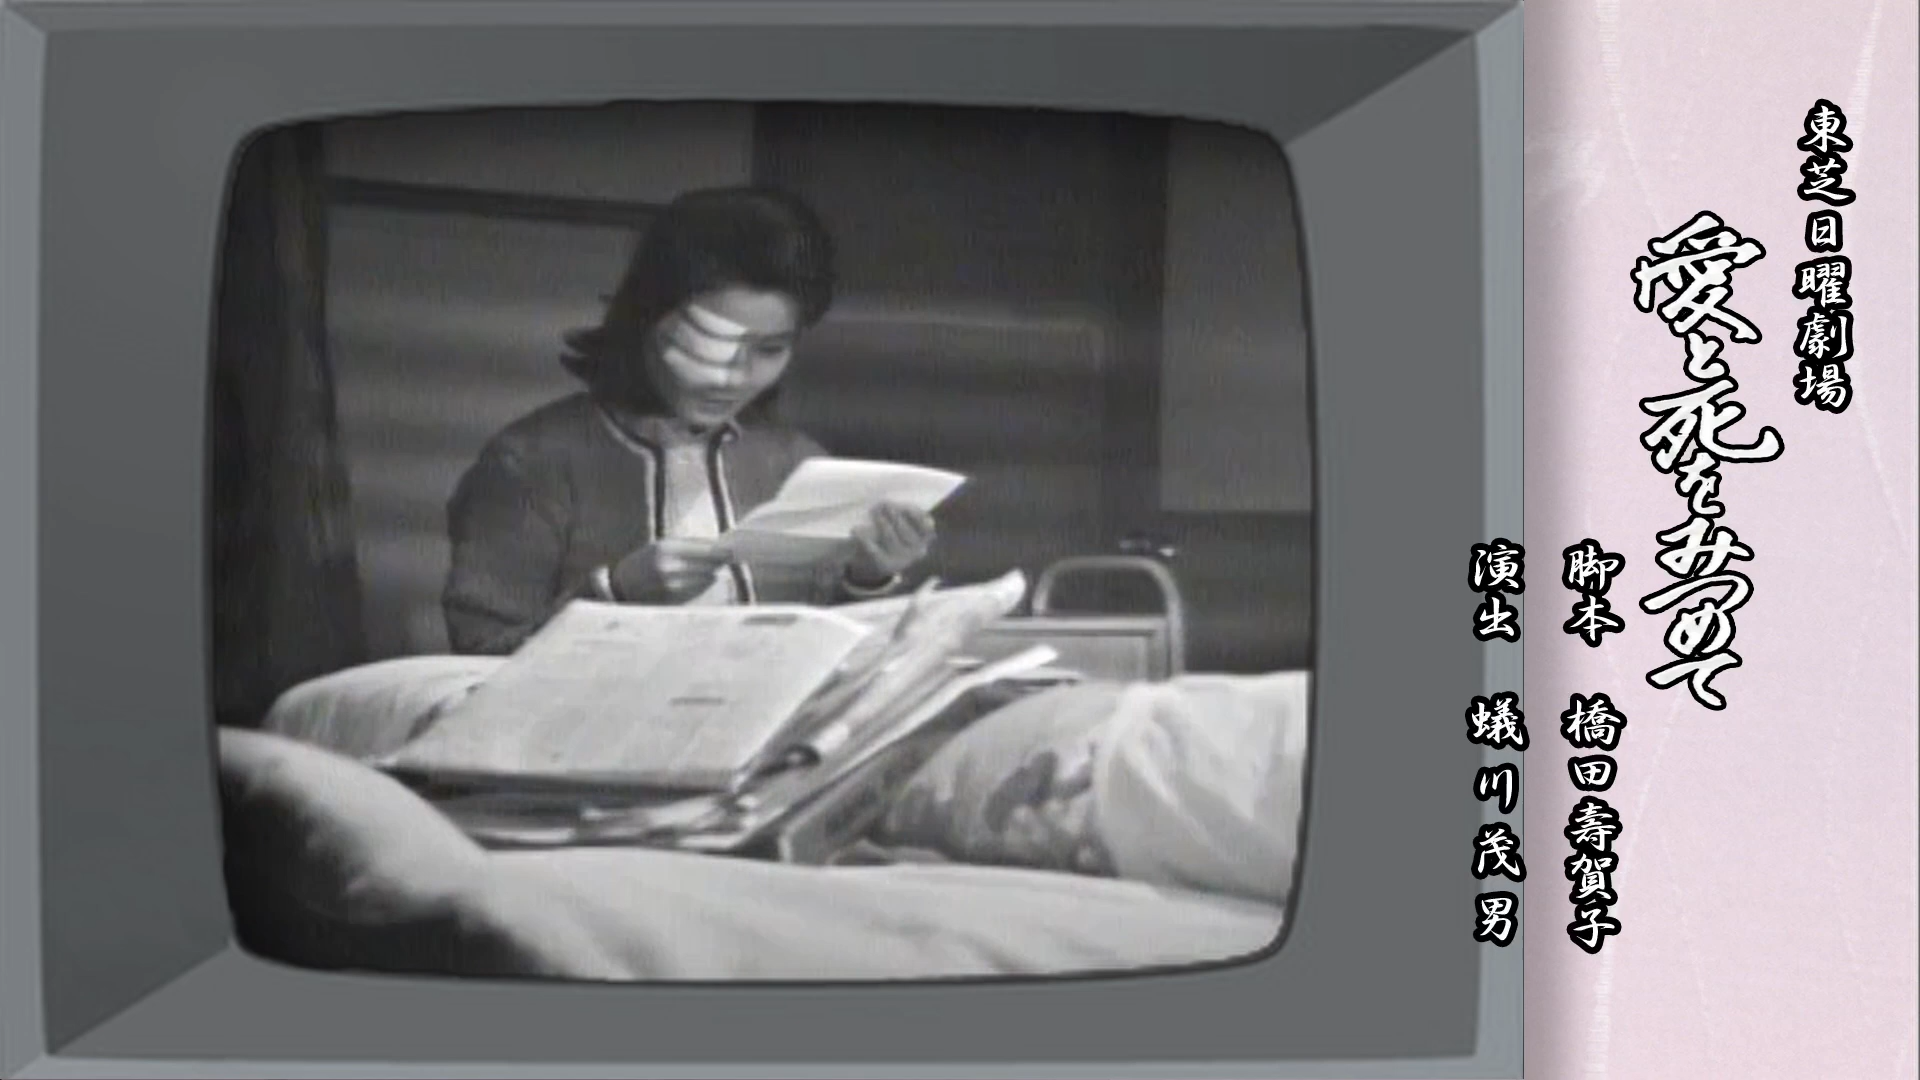 東芝日曜劇場
愛と死をみつめて
脚本　橋田壽賀子
演出　蟻川茂男